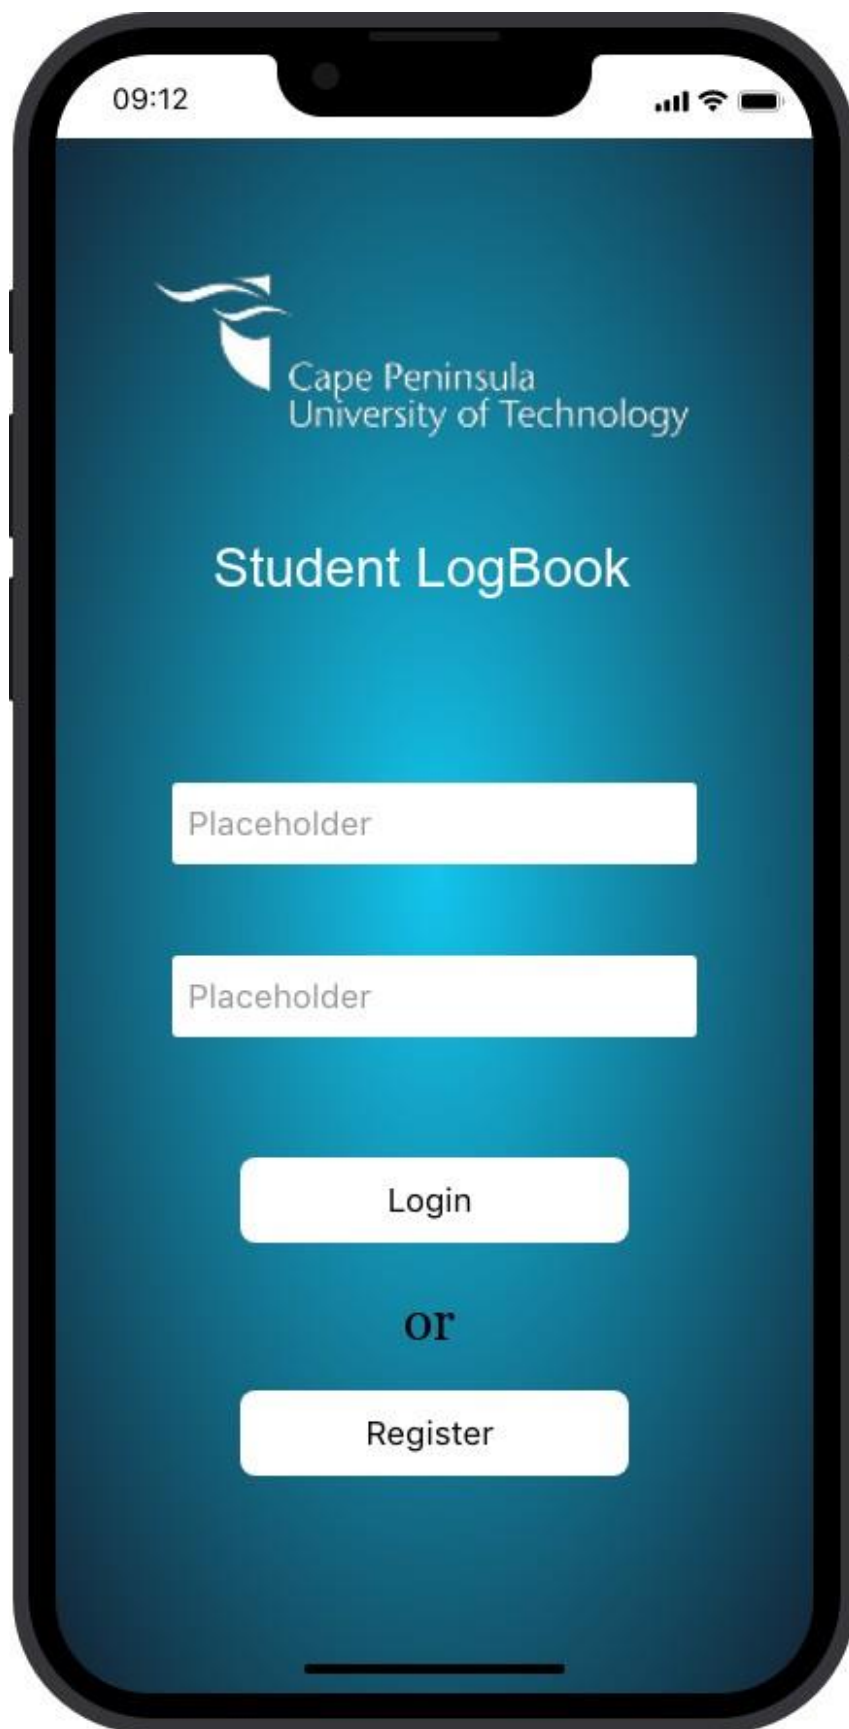 09:12
Cape Peninsula
University of Technology
Student LogBook
Placeholder
Placeholder
Login
or
Register